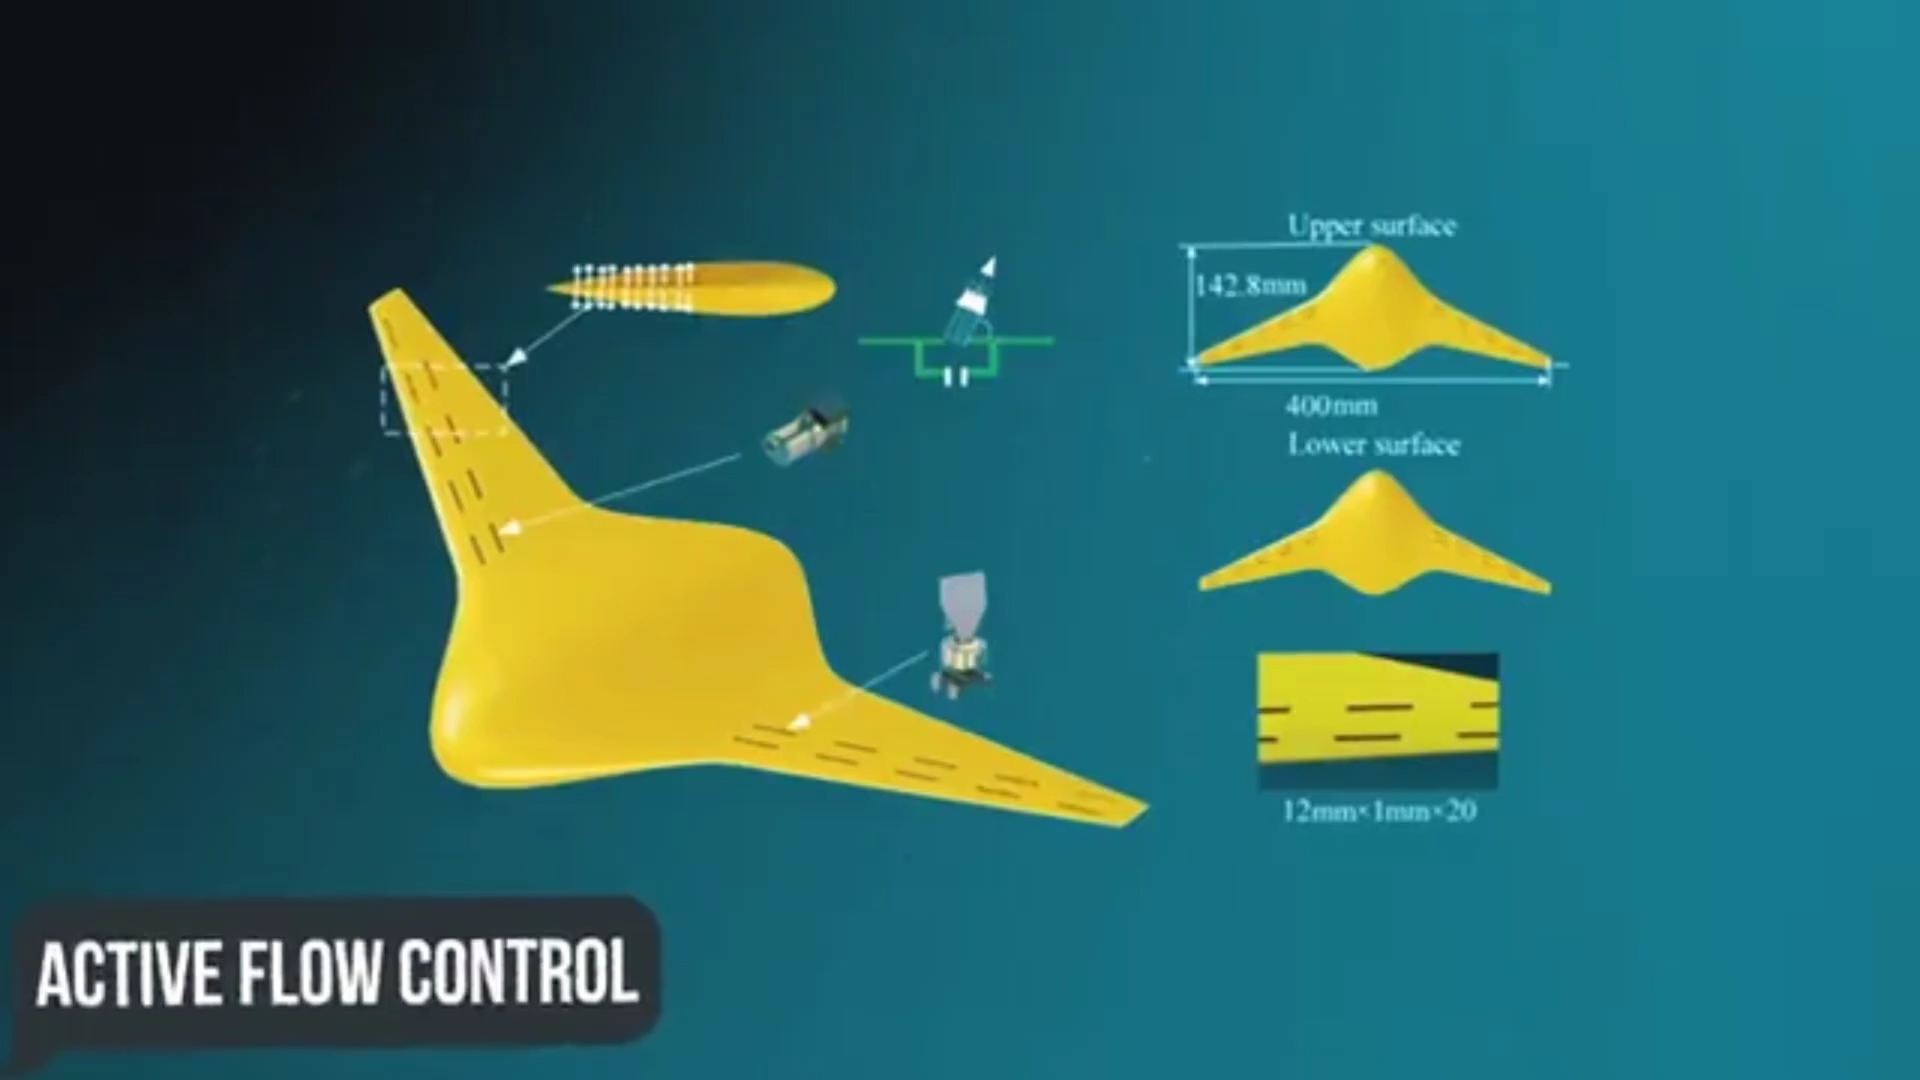 Upper surface
142.8mm
400mm
Lower surface
12mm×1mm×20
ACTIVE FLOW CONTROL